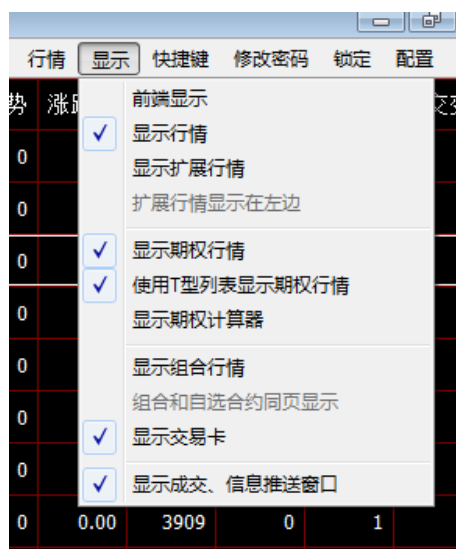 行情 显示 快捷键 修改密码 锁定 配置
势 涨
前端显示
显示行情
0
显示扩展行情
0
扩展行情显示在左边
0
显示期权行情
使用T型列表显示期权行情
0
显示期权计算器
0
显示组合行情
0
组合和自选合约同页显示
显示交易卡
0
显示成交、信息推送窗口
0 0.00 3909 0 1